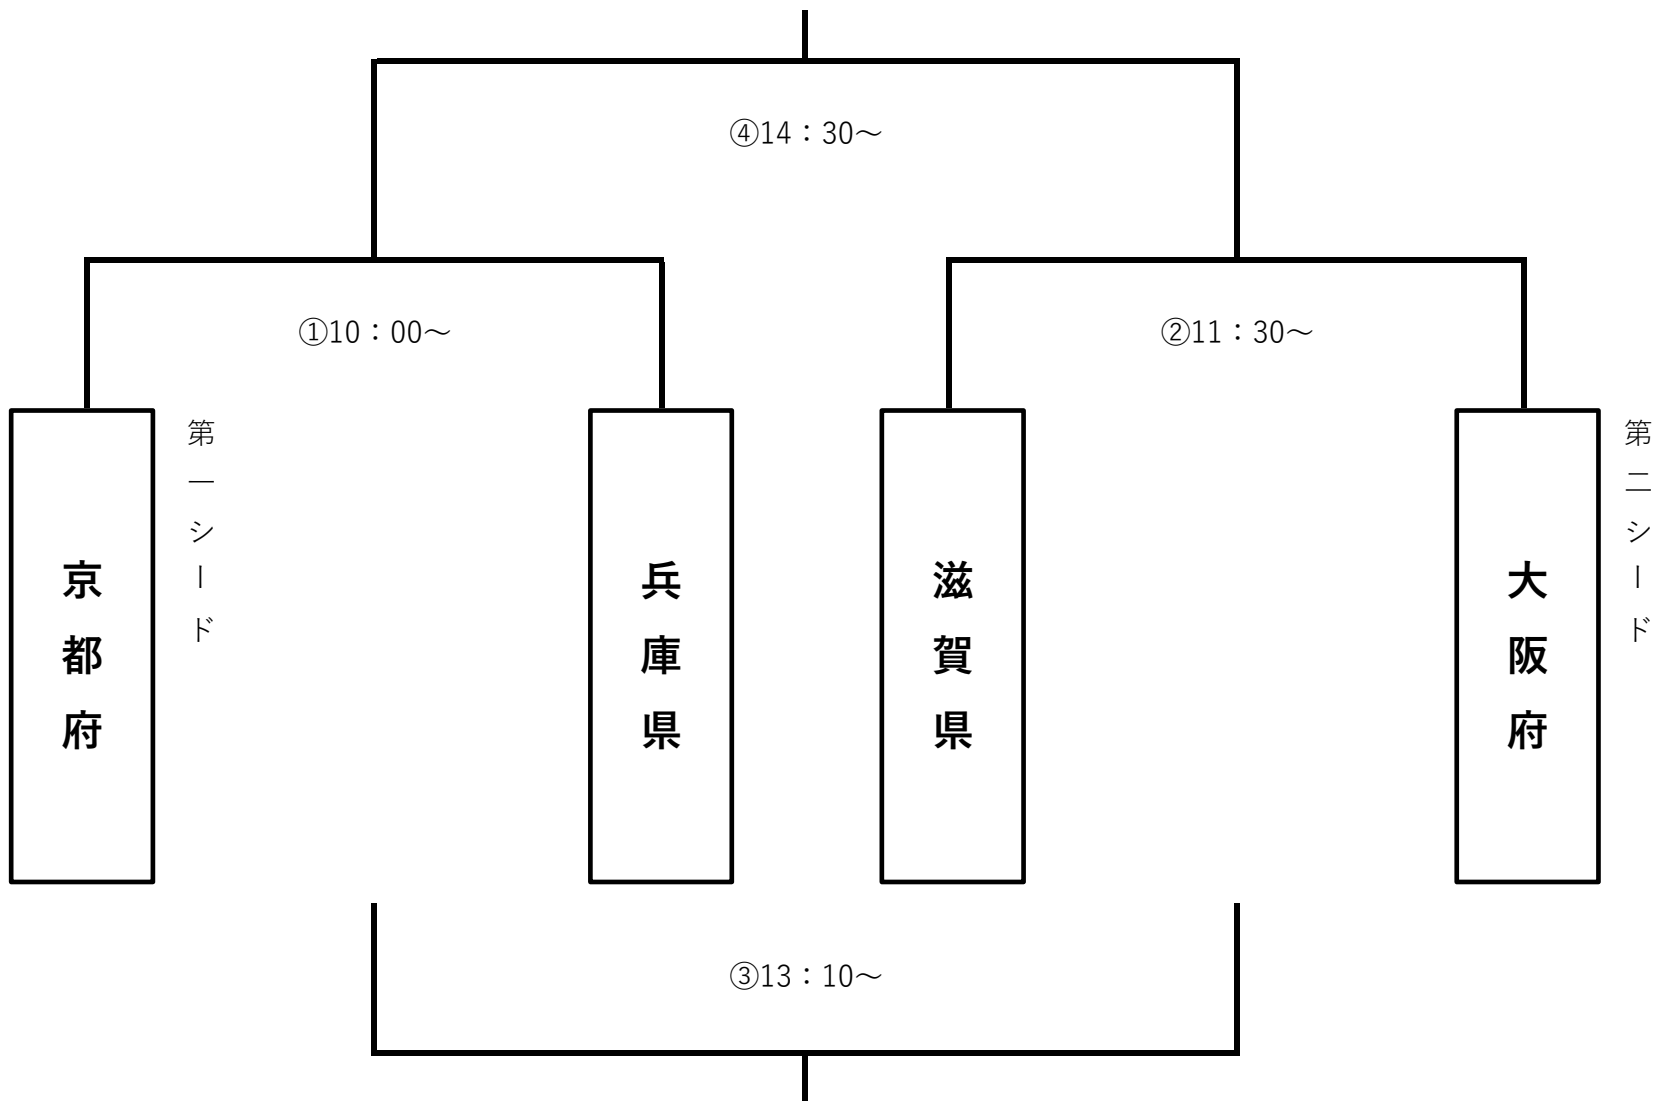 ④14：30～
①10：00～
②11：30～
京都府
第一シード
兵庫県
滋賀県
大阪府
第二シード
③13：10～